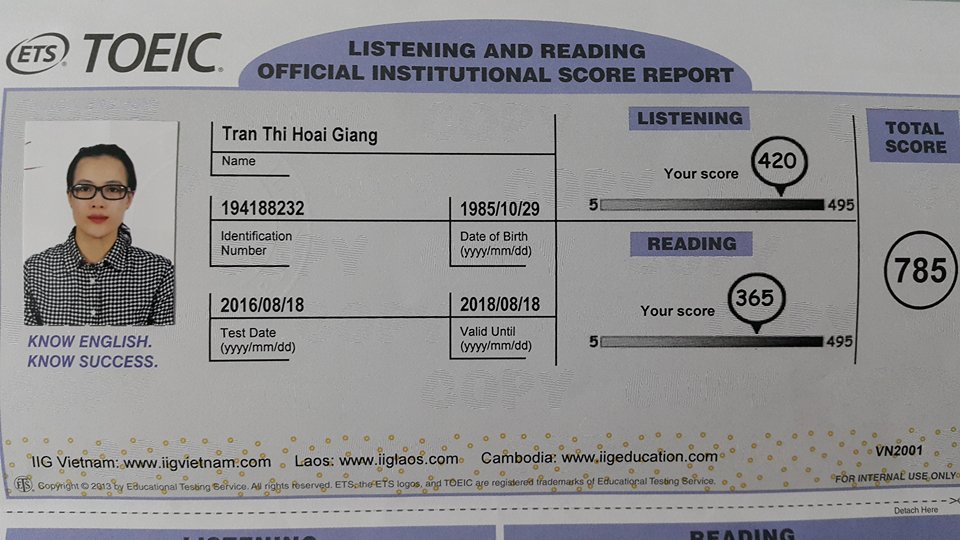 ETS® TOEIC®
LISTENING AND READING
OFFICIAL INSTITUTIONAL SCORE REPORT
Tran Thi Hoai Giang
Name
194188232
Identification
Number
1985/10/29
Date of Birth
(yyyy/mm/dd)
2016/08/18
Test Date
(yyyy/mm/dd)
2018/08/18
Valid Until
(yyyy/mm/dd)
KNOW ENGLISH.
KNOW SUCCESS.
LISTENING
Your score
420
5 495
READING
Your score
365
5 495
TOTAL
SCORE
785
COPY
IIG Vietnam: www.iigvietnam.com Laos: www.iiglaos.com Cambodia: www.iigeducation.com
VN2001
ETS Copyright © 2013 by Educational Testing Service. All rights reserved. ETS, the ETS logos, and TOEIC are registered trademarks of Educational Testing Service.
FOR INTERNAL USE ONLY
Detach Here
LISTENING
READING